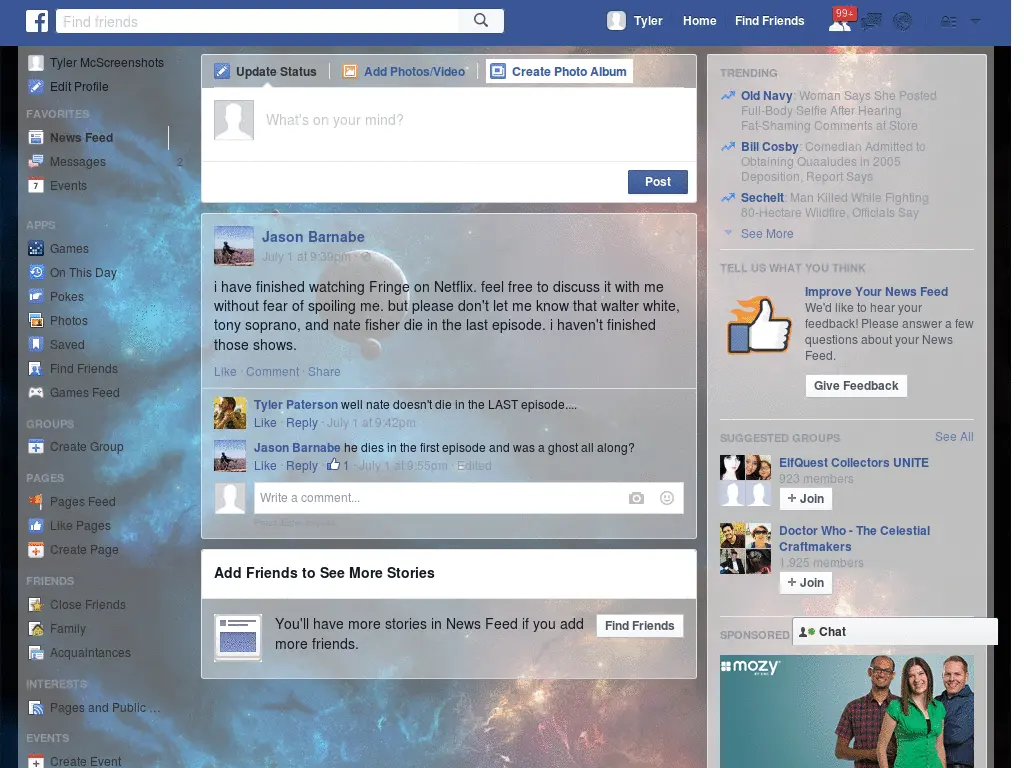 Find friends
Tyler
Home
Find Friends
99+
Tyler McScreenshots
Edit Profile
FAVORITES
News Feed
Messages 2
7 Events
APPS
Games
On This Day
Pokes
Photos
Saved
Find Friends
Games Feed
GROUPS
Create Group
PAGES
Pages Feed
Like Pages
Create Page
FRIENDS
Close Friends
Family
Acquaintances
INTERESTS
Pages and Public ...
EVENTS
Create Event
Update Status
Add Photos/Video
Create Photo Album
What's on your mind?
Post
Jason Barnabe
July 1 at 9:39pm ·
i have finished watching Fringe on Netflix. feel free to discuss it with me
without fear of spoiling me. but please don't let me know that walter white,
tony soprano, and nate fisher die in the last episode. i haven't finished
those shows.
Like · Comment · Share
Tyler Paterson well nate doesn't die in the LAST episode....
Like · Reply · July 1 at 9:42pm
Jason Barnabe he dies in the first episode and was a ghost all along?
Like · Reply · 1 · July 1 at 9:55pm · Edited
Write a comment...
Add Friends to See More Stories
You'll have more stories in News Feed if you add
more friends.
Find Friends
TRENDING
Old Navy: Woman Says She Posted
Full-Body Selfie After Hearing
Fat-Shaming Comments at Store
Bill Cosby: Comedian Admitted to
Obtaining Quaaludes in 2005
Deposition, Report Says
Sechelt: Man Killed While Fighting
80-Hectare Wildfire, Officials Say
See More
TELL US WHAT YOU THINK
Improve Your News Feed
We'd like to hear your
feedback! Please answer a few
questions about your News
Feed.
Give Feedback
SUGGESTED GROUPS See All
ElfQuest Collectors UNITE
923 members
+ Join
Doctor Who - The Celestial
Craftmakers
1,925 members
+ Join
SPONSORED
Chat
mozy